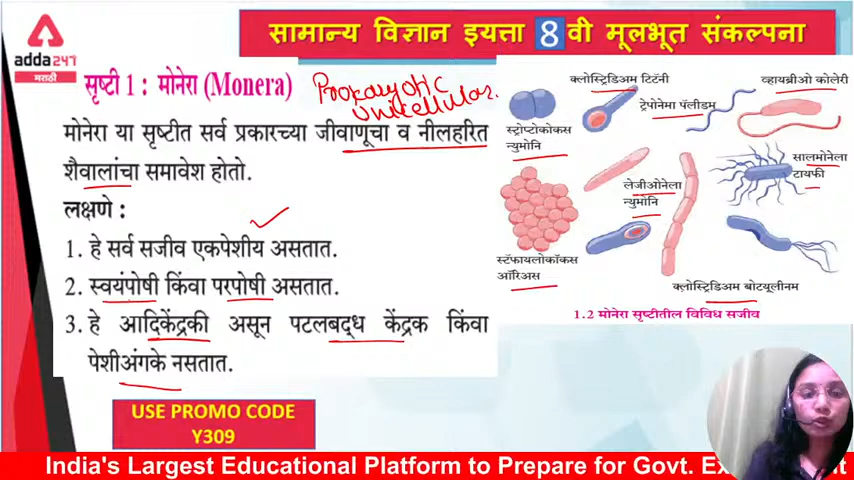 सामान्य विज्ञान इयत्ता 8 वी मूलभूत संकल्पना
adda247
मराठी
सृष्टी 1 : मोनेरा (Monera)
Prokaryotic
Unicellular.
मोनेरा या सृष्टीत सर्व प्रकारच्या जीवाणूचा व नीलहरित
शैवालांचा समावेश होतो.
लक्षणे :
1. हे सर्व सजीव एकपेशीय असतात.
2. स्वयंपोषी किंवा परपोषी असतात.
3. हे आदिकेंद्रकी असून पटलबद्ध केंद्रक किंवा
पेशीअंगके नसतात.
क्लोस्ट्रिडिअम टिटॅनी
व्हायब्रीओ कोलेरी
ट्रेपोनेमा पॅलीडम
स्ट्रेप्टोकोकस
न्युमोनि
सालमोनेला
टायफी
लेजीओनेला
न्युमोनि
स्टॅफायलोकॉकस
ऑरिअस
क्लोस्ट्रिडिअम बोटयूलीनम
1.2 मोनेरा सृष्टीतील विविध सजीव
USE PROMO CODE
Y309
India's Largest Educational Platform to Prepare for Govt. Ex
nt